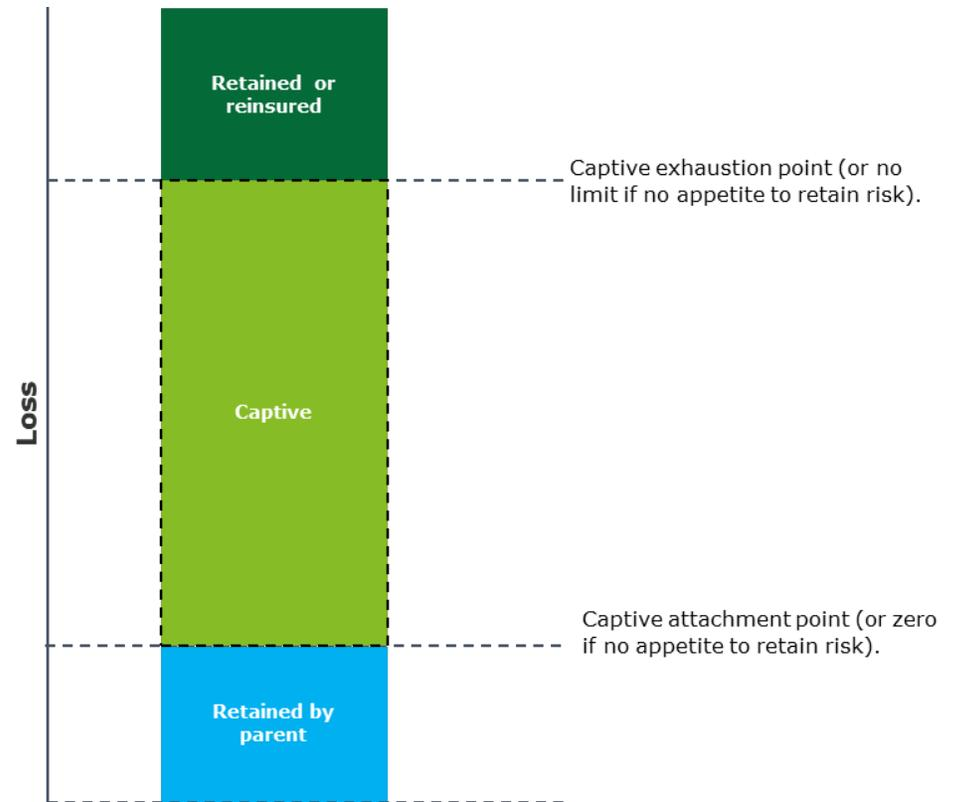 Retained or
reinsured
Captive exhaustion point (or no
limit if no appetite to retain risk).
Loss
Captive
Captive attachment point (or zero
if no appetite to retain risk).
Retained by
parent